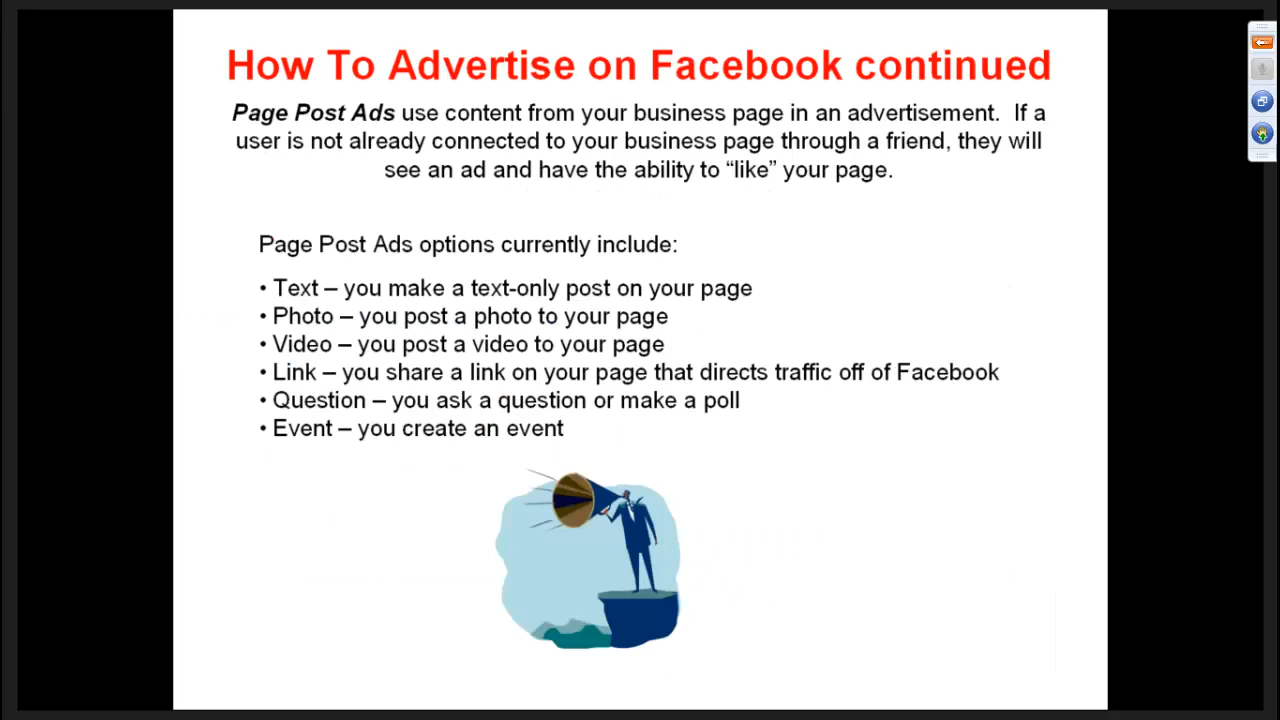 How To Advertise on Facebook continued
Page Post Ads use content from your business page in an advertisement.  If a
user is not already connected to your business page through a friend, they will
see an ad and have the ability to “like” your page.
Page Post Ads options currently include:
• Text – you make a text-only post on your page
• Photo – you post a photo to your page
• Video – you post a video to your page
• Link – you share a link on your page that directs traffic off of Facebook
• Question – you ask a question or make a poll
• Event – you create an event